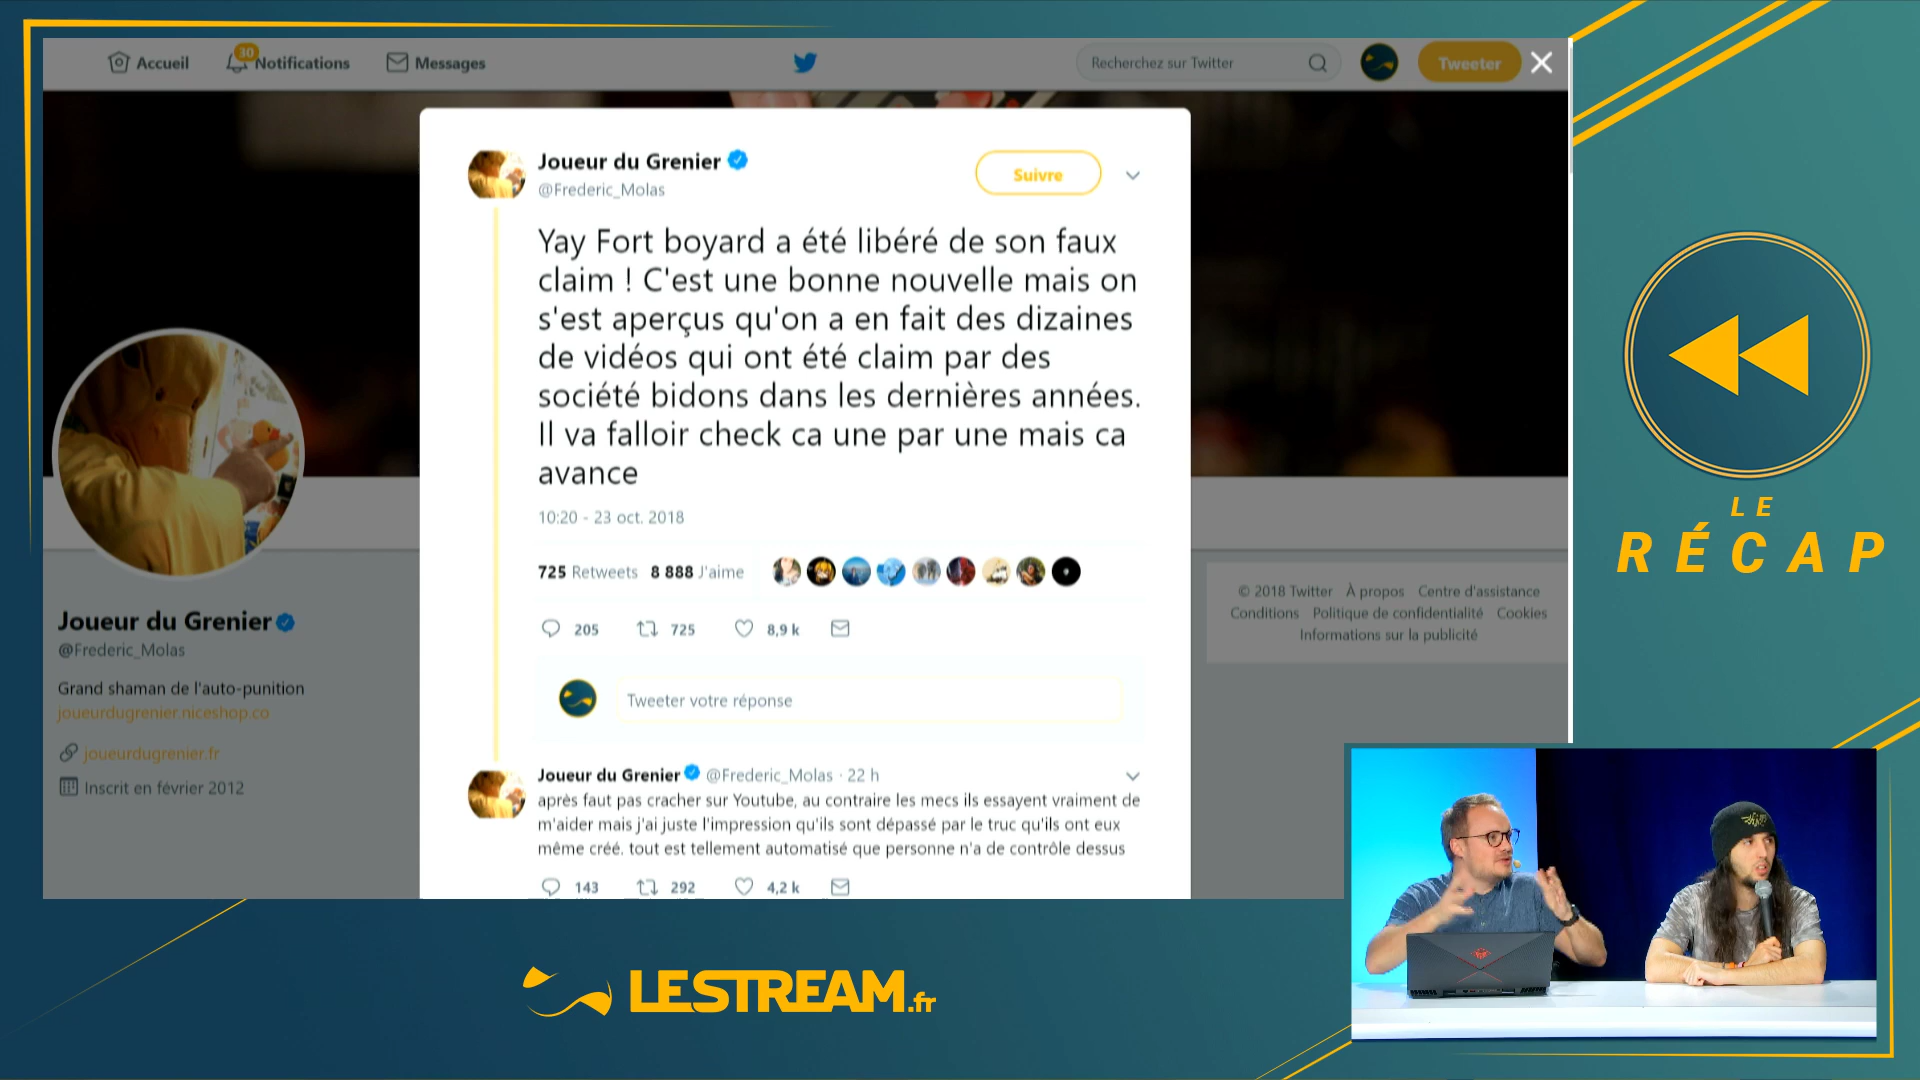 Accueil
30
Notifications
Messages
Recherchez sur Twitter
Tweeter
Joueur du Grenier
@Frederic_Molas
Suivre
Yay Fort boyard a été libéré de son faux
claim ! C'est une bonne nouvelle mais on
s'est aperçus qu'on a en fait des dizaines
de vidéos qui ont été claim par des
société bidons dans les dernières années.
Il va falloir check ca une par une mais ca
avance
10:20 - 23 oct. 2018
725 Retweets 8 888 J'aime
205 725 8,9 k
Tweeter votre réponse
Joueur du Grenier @Frederic_Molas · 22 h
après faut pas cracher sur Youtube, au contraire les mecs ils essayent vraiment de
m'aider mais j'ai juste l'impression qu'ils sont dépassé par le truc qu'ils ont eux
même créé. tout est tellement automatisé que personne n'a de contrôle dessus
143 292 4,2 k
Joueur du Grenier
@Frederic_Molas
Grand shaman de l'auto-punition
joueurdugrenier.niceshop.co
joueurdugrenier.fr
Inscrit en février 2012
© 2018 Twitter À propos Centre d'assistance
Conditions Politique de confidentialité Cookies
Informations sur la publicité
LE
RÉCAP
LESTREAM.fr